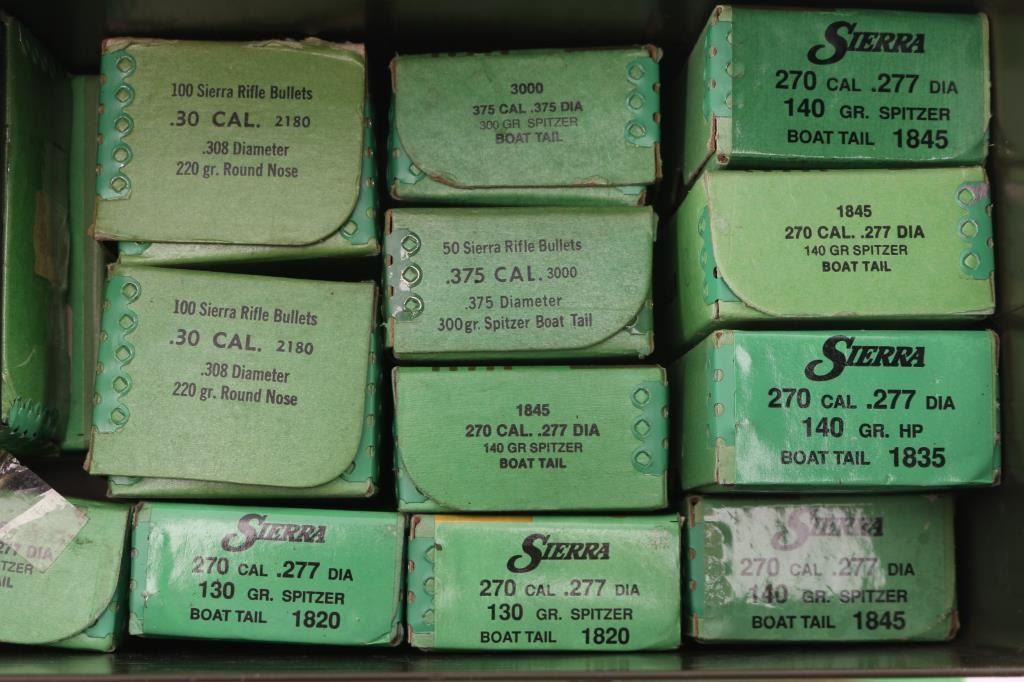 100 Sierra Rifle Bullets
.30 CAL. 2180
.308 Diameter
220 gr. Round Nose
3000
375 CAL .375 DIA
300 GR SPITZER
BOAT TAIL
SIERRA
270 CAL .277 DIA
140 GR. SPITZER
BOAT TAIL 1845
1845
270 CAL. .277 DIA
140 GR SPITZER
BOAT TAIL
50 Sierra Rifle Bullets
.375 CAL. 3000
.375 Diameter
300gr. Spitzer Boat Tail
100 Sierra Rifle Bullets
.30 CAL. 2180
.308 Diameter
220 gr. Round Nose
1845
270 CAL. .277 DIA
140 GR SPITZER
BOAT TAIL
SIERRA
270 CAL .277 DIA
140 GR. HP
BOAT TAIL 1835
DIA
SIERRA
270 CAL .277 DIA
130 GR. SPITZER
BOAT TAIL 1820
SIERRA
270 CAL .277 DIA
130 GR. SPITZER
BOAT TAIL 1820
SIERRA
270 CAL .277 DIA
140 GR. SPITZER
BOAT TAIL 1845